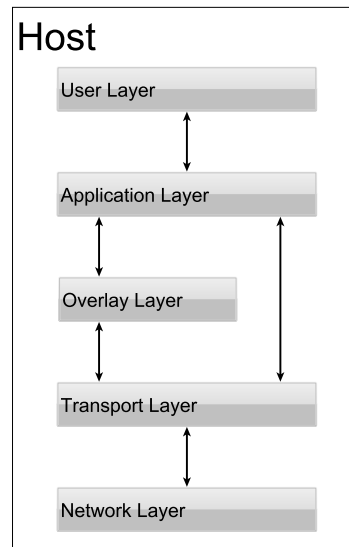 Host
User Layer
Application Layer
Overlay Layer
Transport Layer
Network Layer